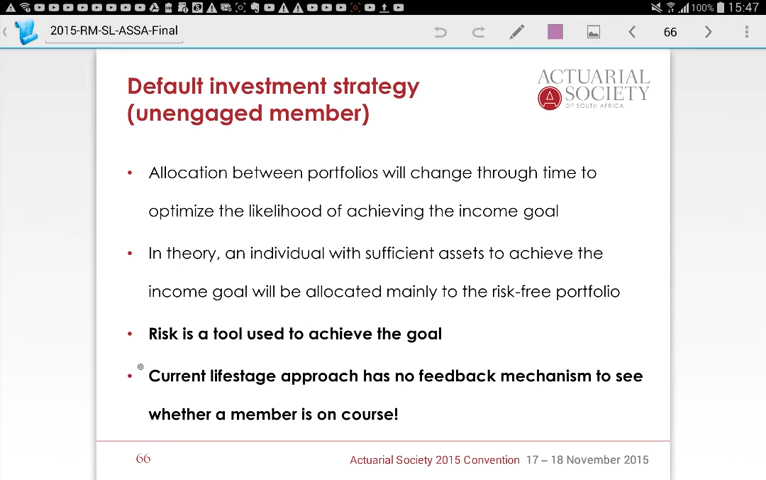 100% 15:47
2015-RM-SL-ASSA-Final
66
Default investment strategy
(unengaged member)
ACTUARIAL
SOCIETY
OF SOUTH AFRICA
• Allocation between portfolios will change through time to
optimize the likelihood of achieving the income goal
• In theory, an individual with sufficient assets to achieve the
income goal will be allocated mainly to the risk-free portfolio
• Risk is a tool used to achieve the goal
• Current lifestage approach has no feedback mechanism to see
whether a member is on course!
66
Actuarial Society 2015 Convention 17 – 18 November 2015